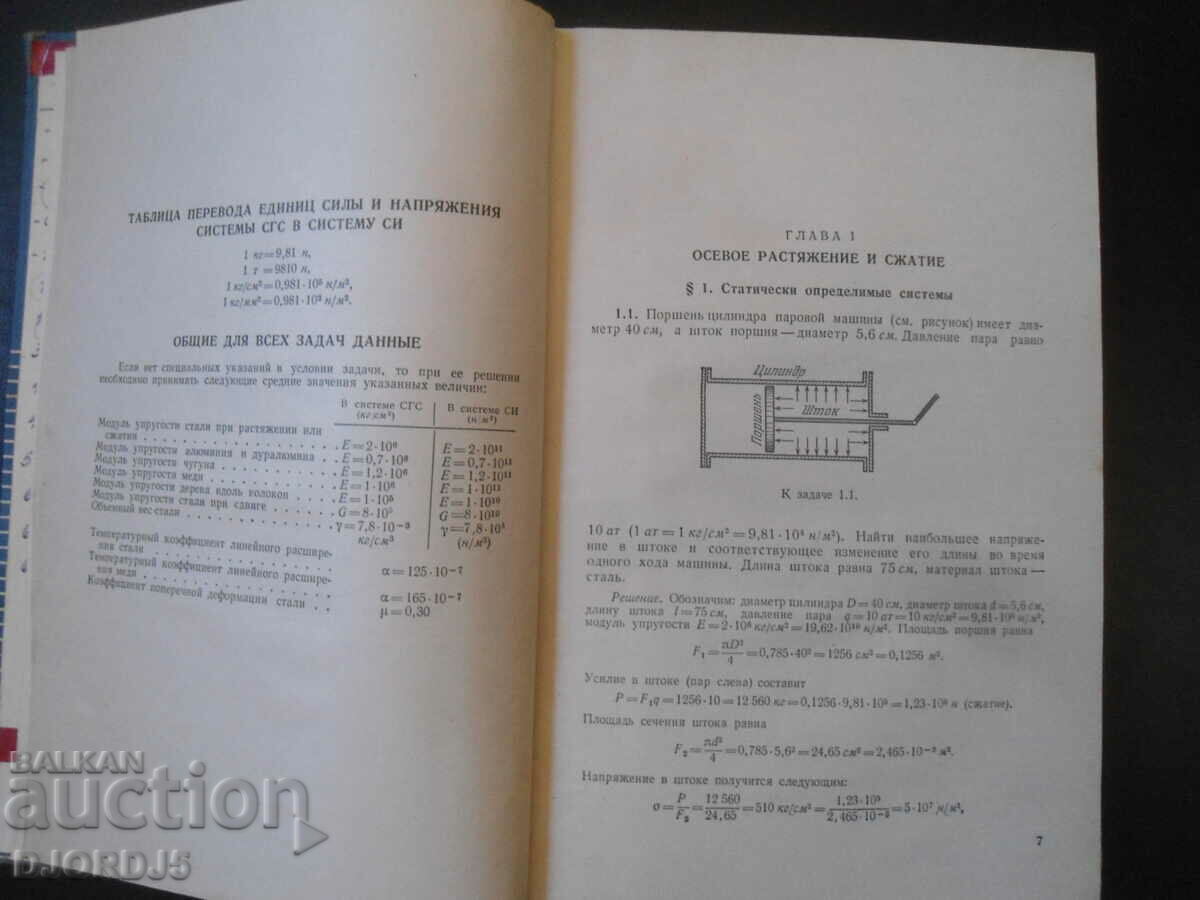 ТАБЛИЦА ПЕРЕВОДА ЕДИНИЦ СИЛЫ И НАПРЯЖЕНИЯ
СИСТЕМЫ СГС В СИСТЕМУ СИ
1 кг=9,81 н,
1 т =9810 н,
1 кг/см²=0,981·10⁵ н/м²,
ОБЩИЕ ДЛЯ ВСЕХ ЗАДАЧ ДАННЫЕ
Если нет специальных указаний в условии задачи, то при ее решении
необходимо принимать следующие средние значения указанных величин:
В системе СГС В системе СИ
(кг/см²) (н/м²)
Модуль упругости стали при растяжении или
сжатии . . . E=2·10⁶ E=2·10¹¹
Модуль упругости алюминия и дуралюмина . . E=0,7·10⁶ E=0,7·10¹¹
Модуль упругости чугуна . . . E=1,2·10⁶ E=1,2·10¹¹
Модуль упругости меди . . . E=1·10⁶ E=1·10¹¹
Модуль упругости дерева вдоль волокон . . . E=1·10⁵ E=1·10¹⁰
Модуль упругости стали при сдвиге . . . G=8·10⁵ G=8·10¹⁰
Объемный вес стали . . . γ=7,8·10⁻³ γ=7,8·10⁴
кг/см³ (н/м³)
Температурный коэффициент линейного расшире-
ния стали . . . α=125·10⁻⁷
Температурный коэффициент линейного расшире-
ния меди . . . α=165·10⁻⁷
Коэффициент поперечной деформации стали . . μ=0,30
ГЛАВА 1
ОСЕВОЕ РАСТЯЖЕНИЕ И СЖАТИЕ
§ 1. Статически определимые системы
1.1. Поршень цилиндра паровой машины (см. рисунок) имеет диа-
метр 40 см, а шток поршня — диаметр 5,6 см. Давление пара равно
Цилиндр
Поршень
Шток
К задаче 1.1.
10 ат (1 ат=1 кг/см²=9,81·10⁴ н/м²). Найти наибольшее напряже-
ние в штоке и соответствующее изменение его длины во время
одного хода машины. Длина штока равна 75 см, материал штока —
сталь.
Решение. Обозначим: диаметр цилиндра D=40 см, диаметр штока d=5,6 см,
длину штока l=75 см, давление пара q=10 ат=10 кг/см²=9,81·10⁵ н/м²,
модуль упругости E=2·10⁶ кг/см²=19,62·10¹⁰ н/м². Площадь поршня равна
F₁=πD²/4=0,785·40²=1256 см²=0,1256 м².
Усилие в штоке (пар слева) составит
P=F₁q=1256·10=12 560 кг=0,1256·9,81·10⁵=1,23·10⁵ н (сжатие).
Площадь сечения штока равна
F₂=πd²/4=0,785·5,6²=24,65 см²=2,465·10⁻³ м².
Напряжение в штоке получится следующим:
σ=P/F₂=12 560/24,65=510 кг/см²=1,23·10⁵/2,465·10⁻³=5·10⁷ н/м²,
7
BALKAN
auction
DJORDJ5